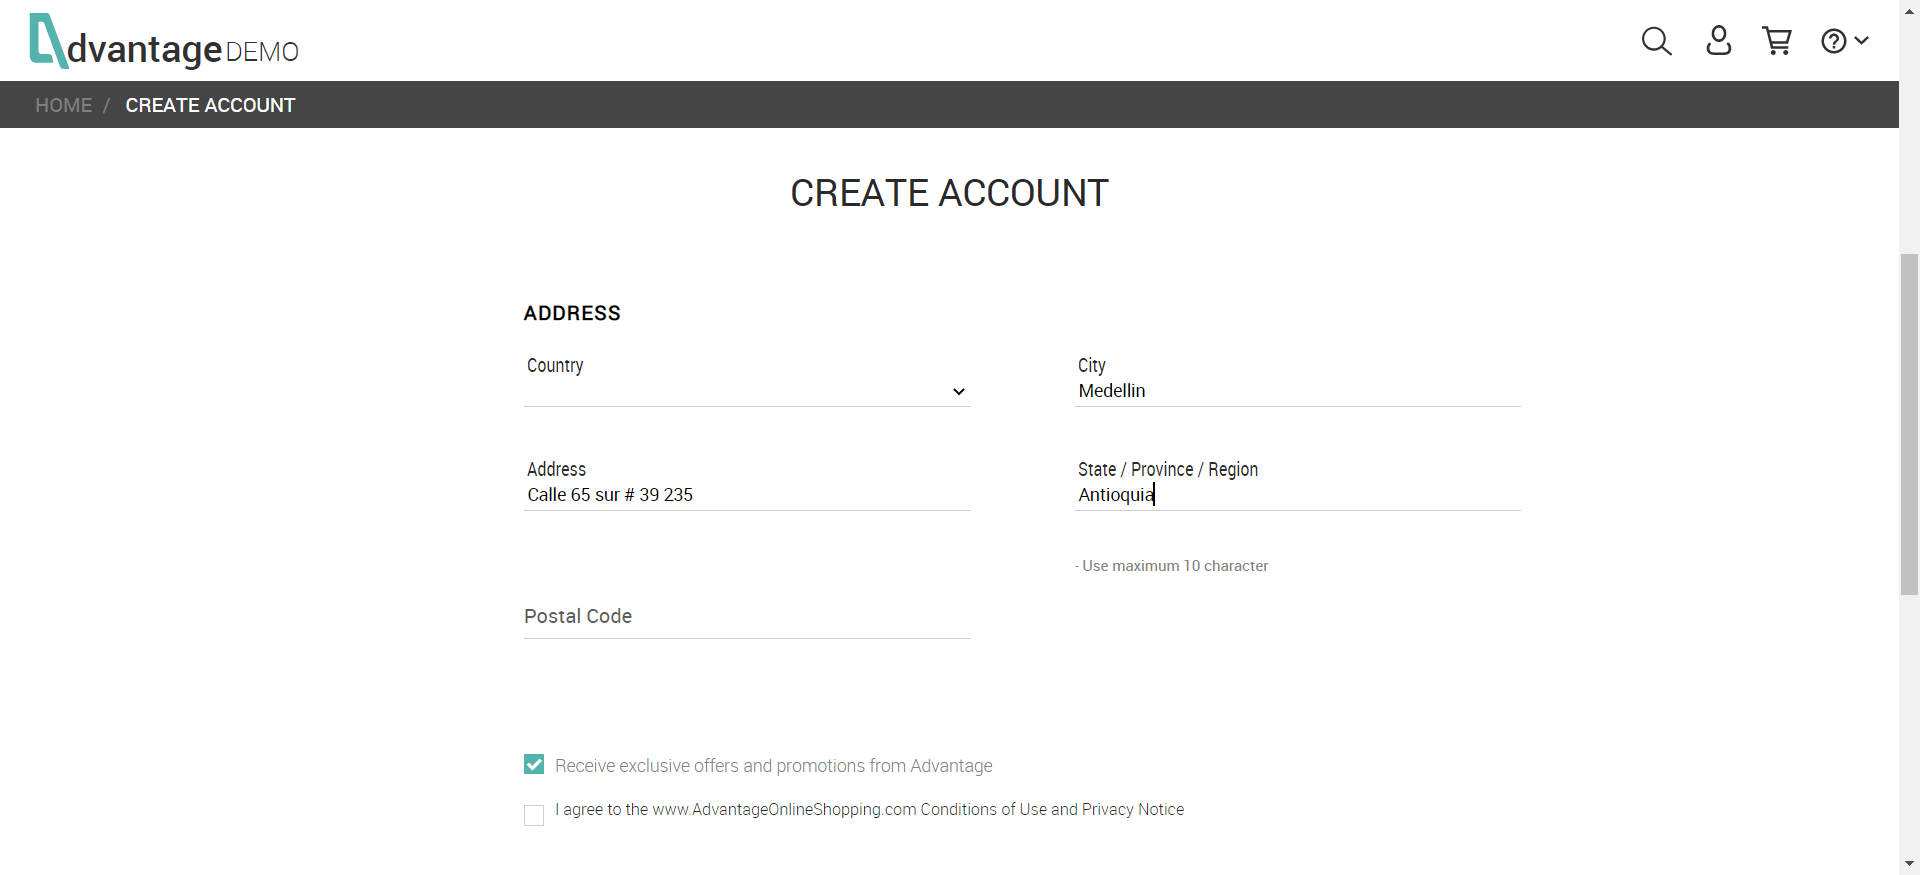 dvantage DEMO
HOME / CREATE ACCOUNT
CREATE ACCOUNT
ADDRESS
Country
City
Medellin
Address
Calle 65 sur # 39 235
State / Province / Region
Antioquia
- Use maximum 10 character
Postal Code
Receive exclusive offers and promotions from Advantage
I agree to the www.AdvantageOnlineShopping.com Conditions of Use and Privacy Notice